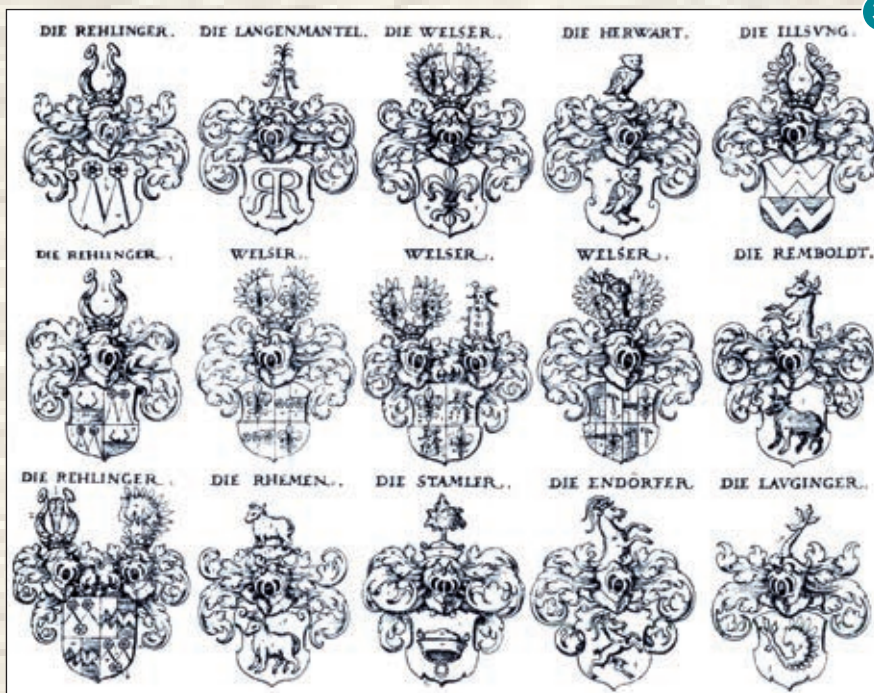 DIE REHLINGER. DIE LANGENMANTEL. DIE WELSER. DIE HERWART. DIE ILLSVNG.
DIE REHLINGER. WELSER. WELSER. WELSER. DIE REMBOLDT.
DIE REHLINGER. DIE RHEMEN. DIE STAMLER. DIE ENDÖRFER. DIE LAVGINGER.